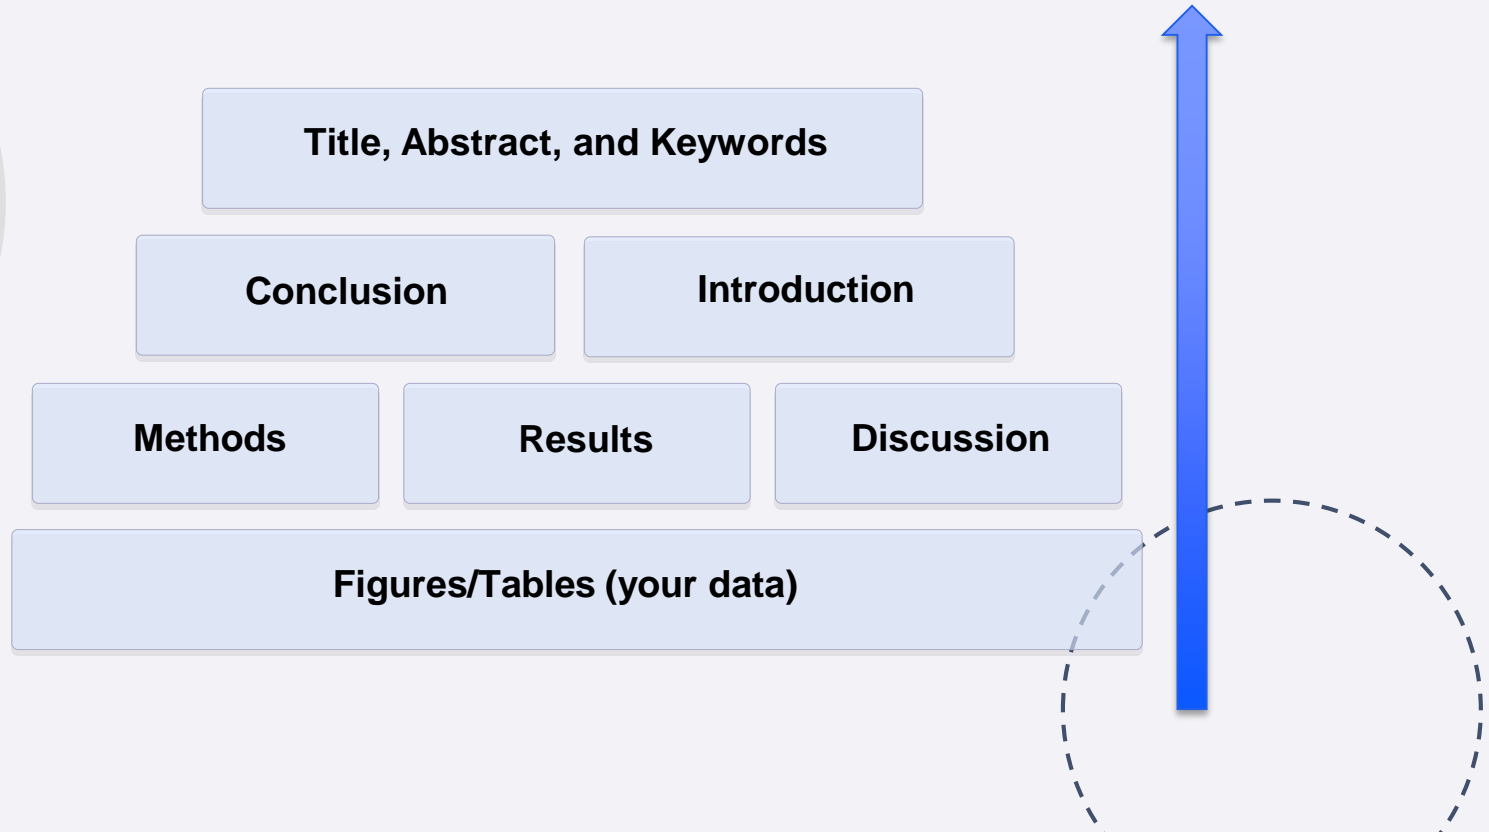 Title, Abstract, and Keywords
Conclusion
Introduction
Methods
Results
Discussion
Figures/Tables (your data)